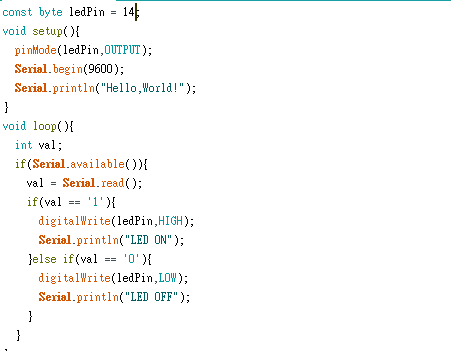 const byte ledPin = 14;
void setup(){
  pinMode(ledPin,OUTPUT);
  Serial.begin(9600);
  Serial.println("Hello,World!");
}
void loop(){
  int val;
  if(Serial.available()){
    val = Serial.read();
    if(val == '1'){
      digitalWrite(ledPin,HIGH);
      Serial.println("LED ON");
    }else if(val == '0'){
      digitalWrite(ledPin,LOW);
      Serial.println("LED OFF");
    }
  }